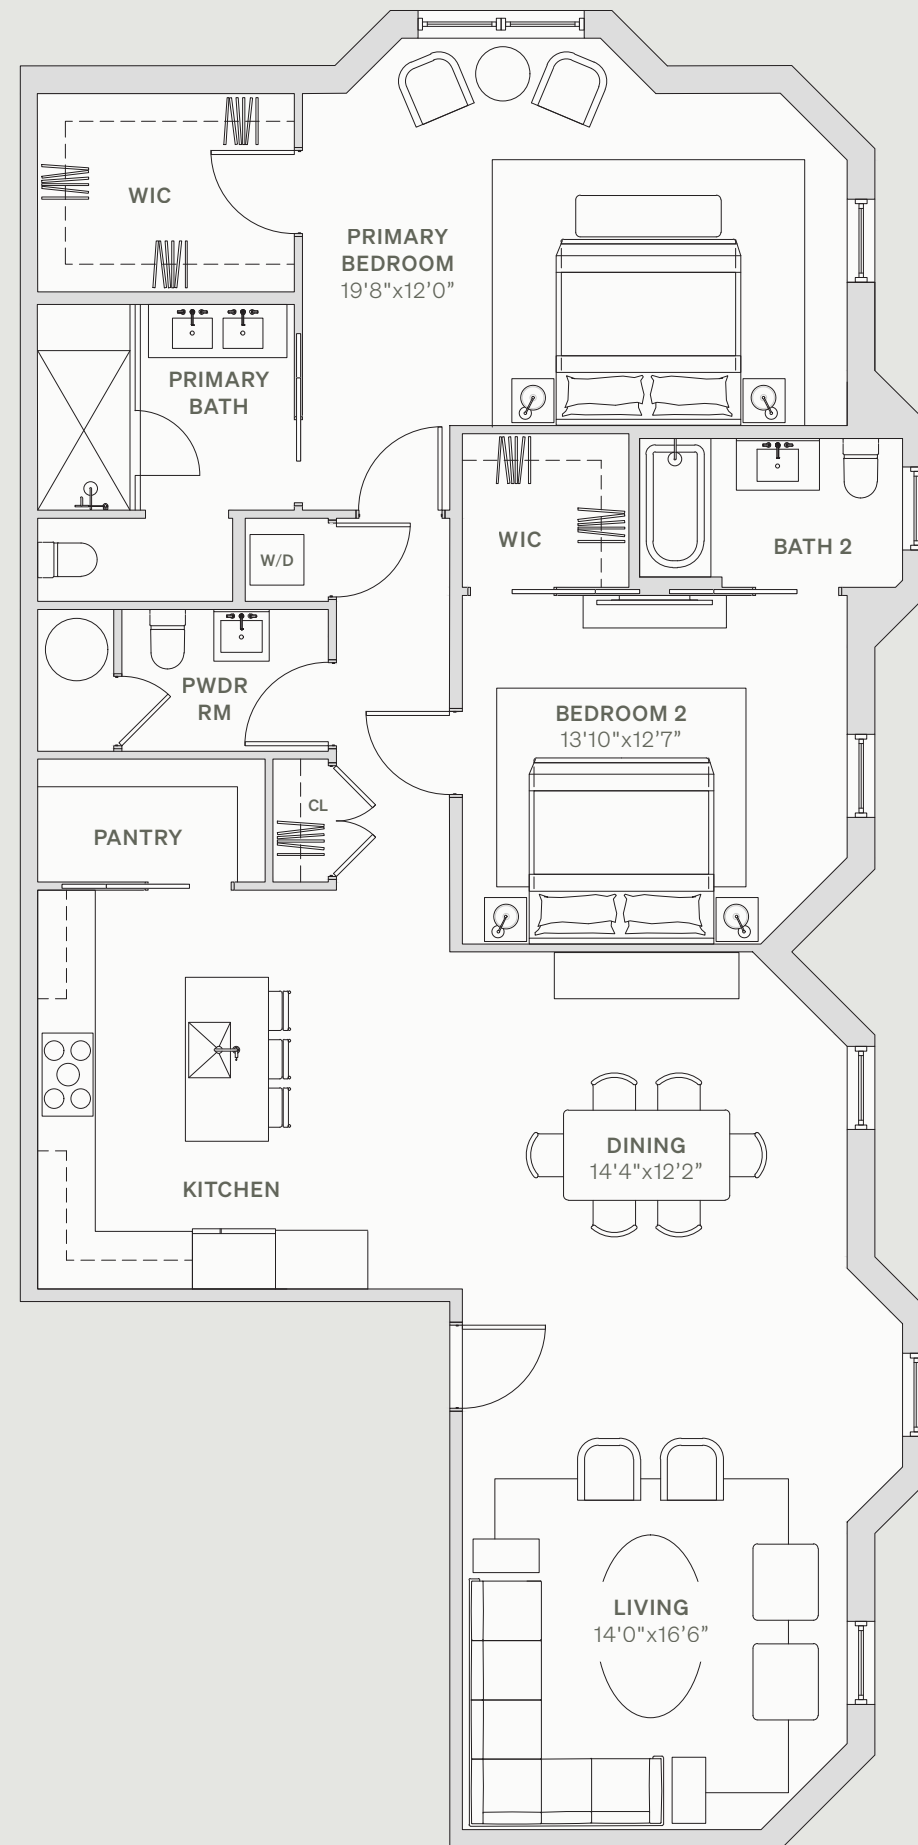 WIC
PRIMARY
BEDROOM
19'8"x12'0”
PRIMARY
BATH
WIC
BATH 2
W/D
PWDR
RM
BEDROOM 2
13'10"x12'7”
CL
PANTRY
DINING
14'4"x12'2”
KITCHEN
LIVING
14'0"x16'6”